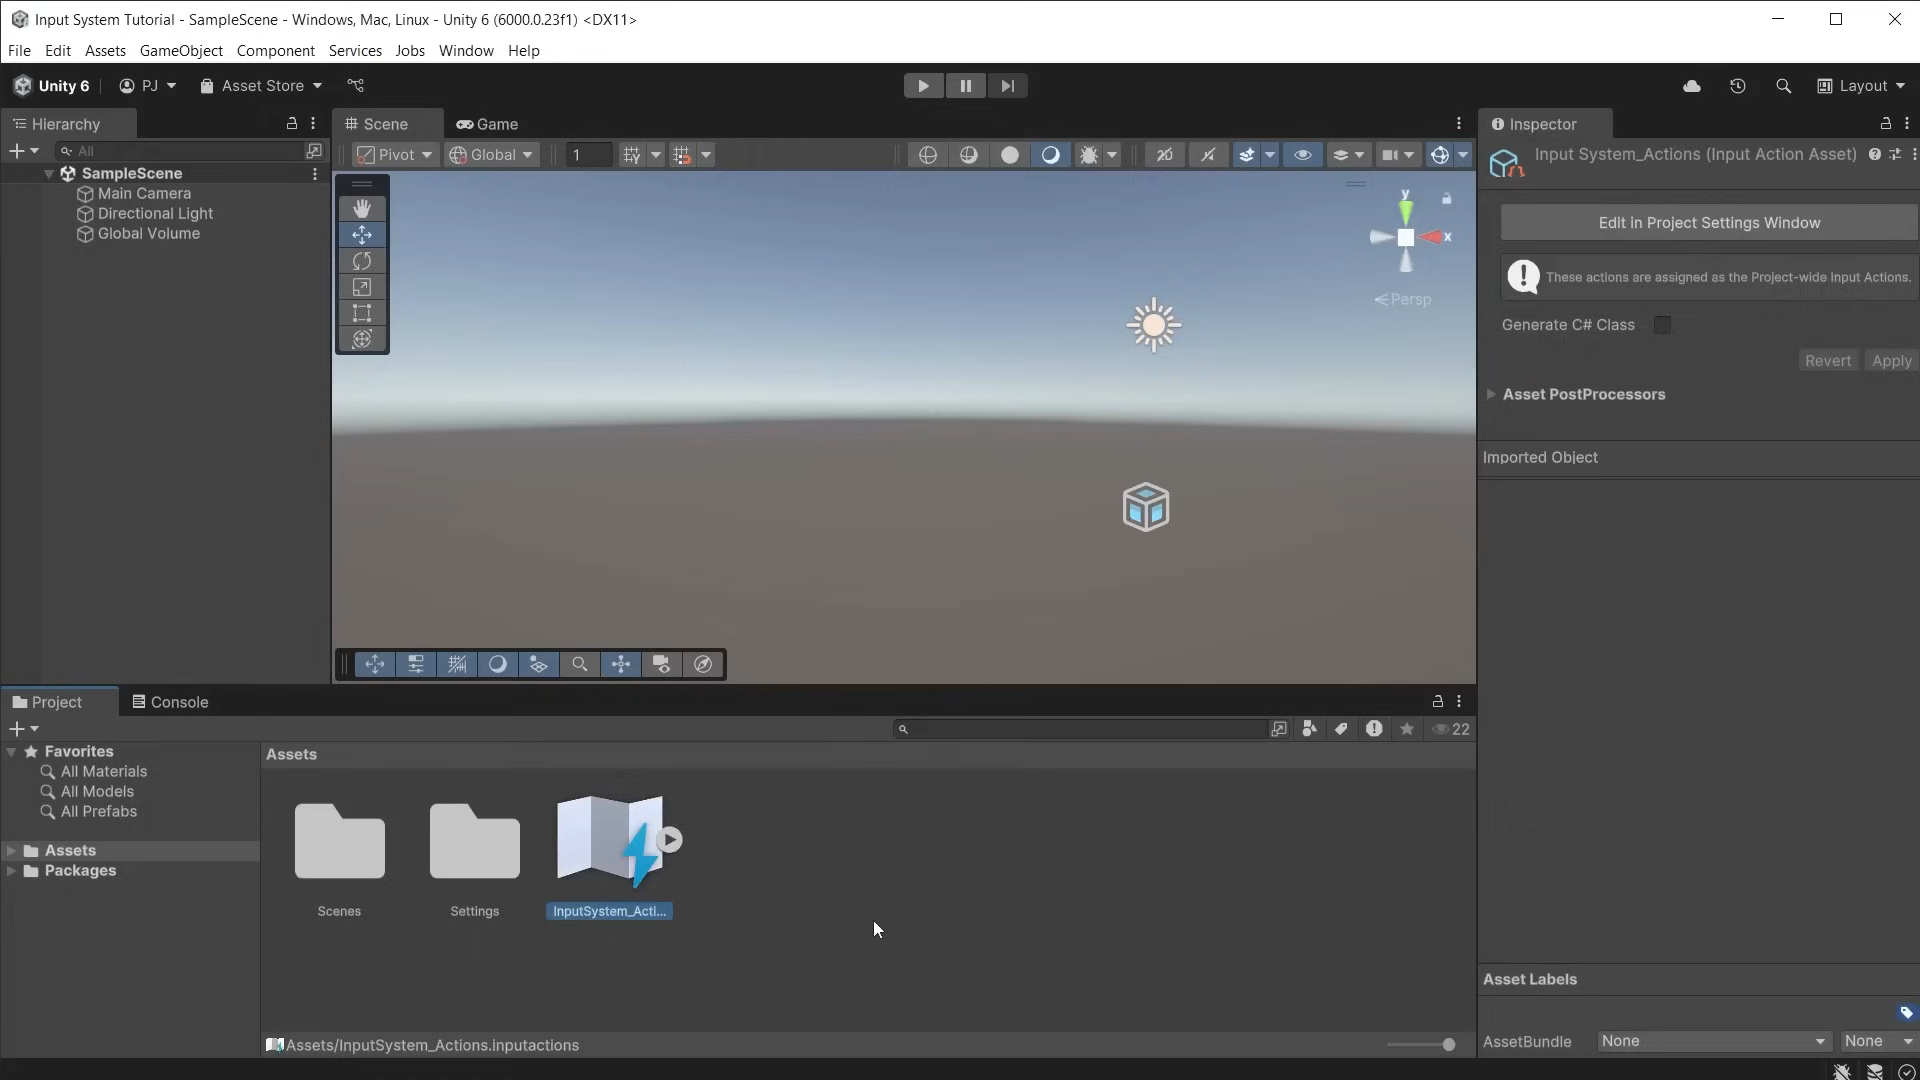 Input System Tutorial - SampleScene - Windows, Mac, Linux - Unity 6 (6000.0.23f1) <DX11>
File Edit Assets GameObject Component Services Jobs Window Help
Unity 6 PJ Asset Store Layout
Hierarchy
All
SampleScene
Main Camera
Directional Light
Global Volume
Scene Game
Pivot Global 1 2D
y
x
Persp
Inspector
Input System_Actions (Input Action Asset)
Edit in Project Settings Window
These actions are assigned as the Project-wide Input Actions.
Generate C# Class
Revert Apply
Asset PostProcessors
Imported Object
Project Console
22
Favorites
All Materials
All Models
All Prefabs
Assets
Packages
Assets
Scenes
Settings
InputSystem_Acti...
Assets/InputSystem_Actions.inputactions
Asset Labels
AssetBundle None None